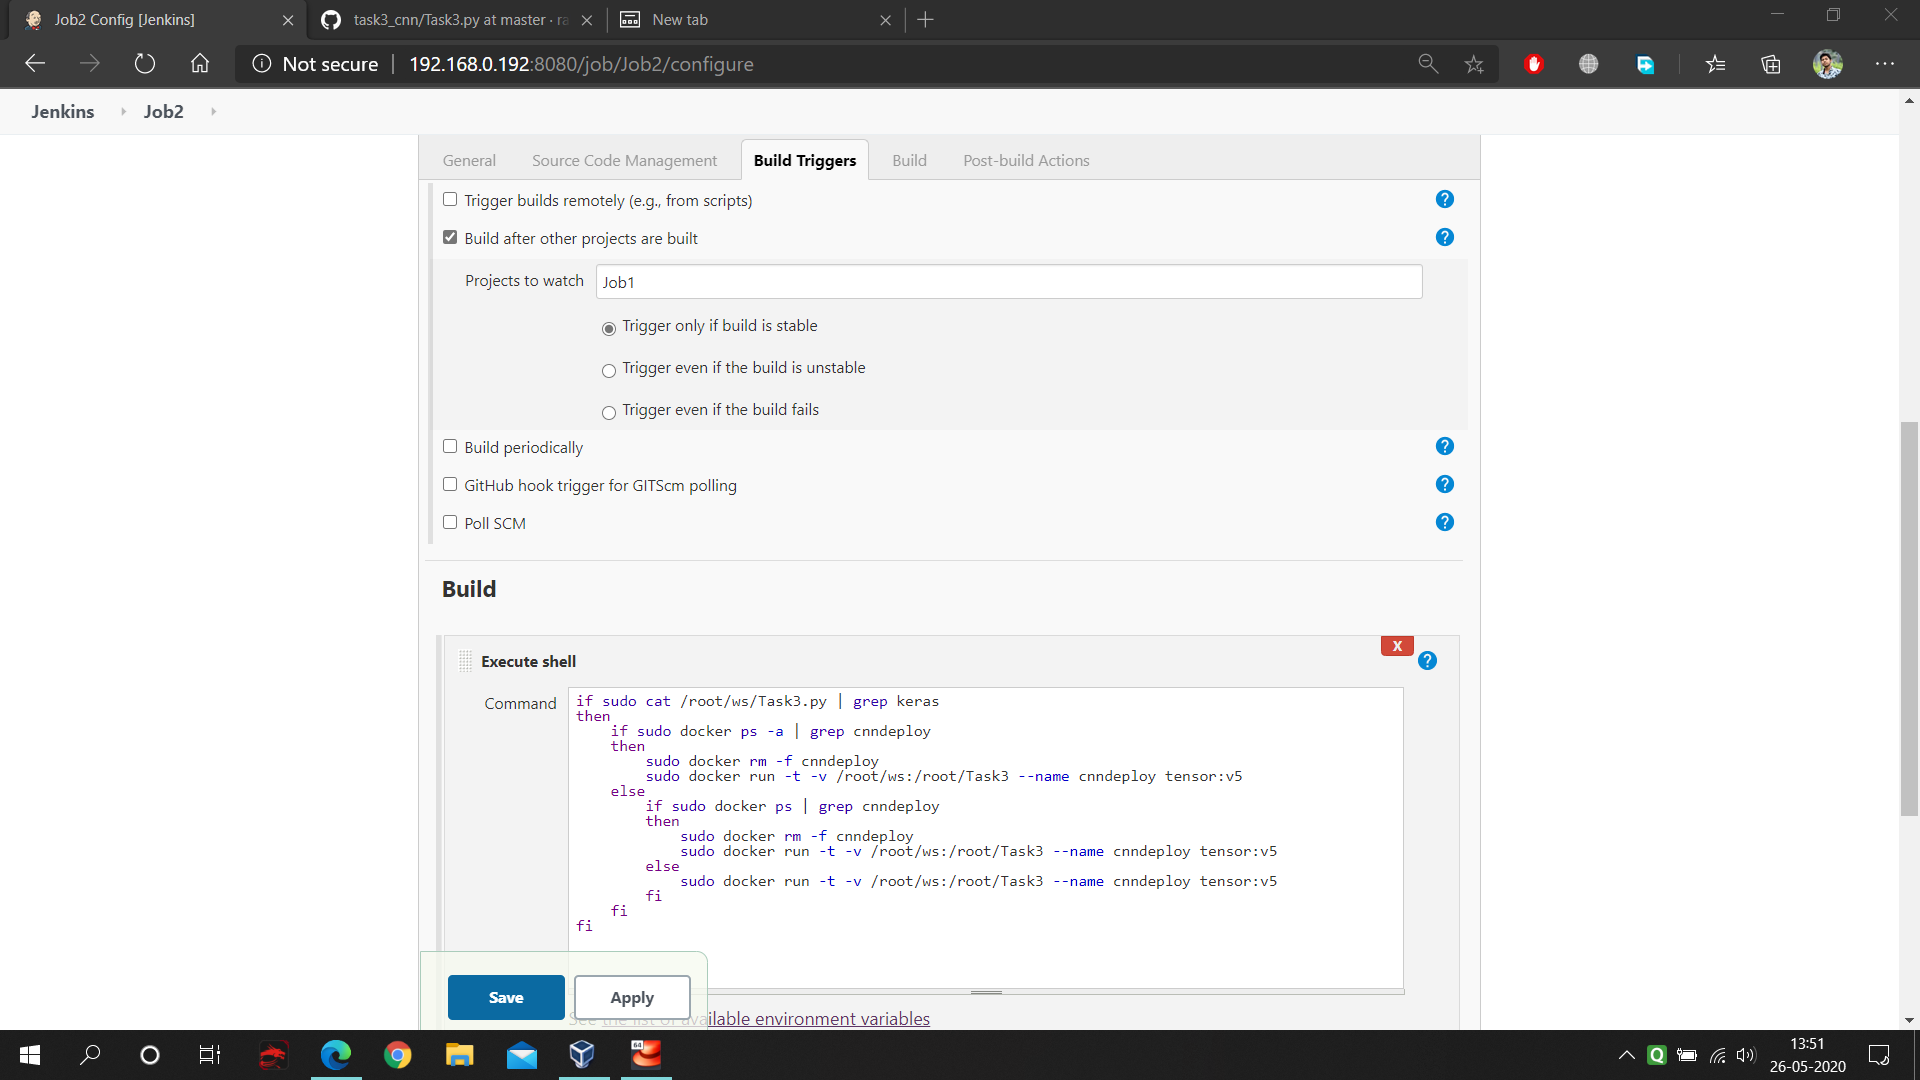 Job2 Config [Jenkins]
task3_cnn/Task3.py at master · ra
New tab
Not secure | 192.168.0.192:8080/job/Job2/configure
Jenkins
Job2
General
Source Code Management
Build Triggers
Build
Post-build Actions
Trigger builds remotely (e.g., from scripts)
Build after other projects are built
Projects to watch
Job1
Trigger only if build is stable
Trigger even if the build is unstable
Trigger even if the build fails
Build periodically
GitHub hook trigger for GITScm polling
Poll SCM
Build
X
Execute shell
Command
if sudo cat /root/ws/Task3.py | grep keras
then
    if sudo docker ps -a | grep cnndeploy
    then
        sudo docker rm -f cnndeploy
        sudo docker run -t -v /root/ws:/root/Task3 --name cnndeploy tensor:v5
    else
        if sudo docker ps | grep cnndeploy
        then
            sudo docker rm -f cnndeploy
            sudo docker run -t -v /root/ws:/root/Task3 --name cnndeploy tensor:v5
        else
            sudo docker run -t -v /root/ws:/root/Task3 --name cnndeploy tensor:v5
        fi
    fi
fi
Save
Apply
See the list of available environment variables
64
Q
13:51
26-05-2020